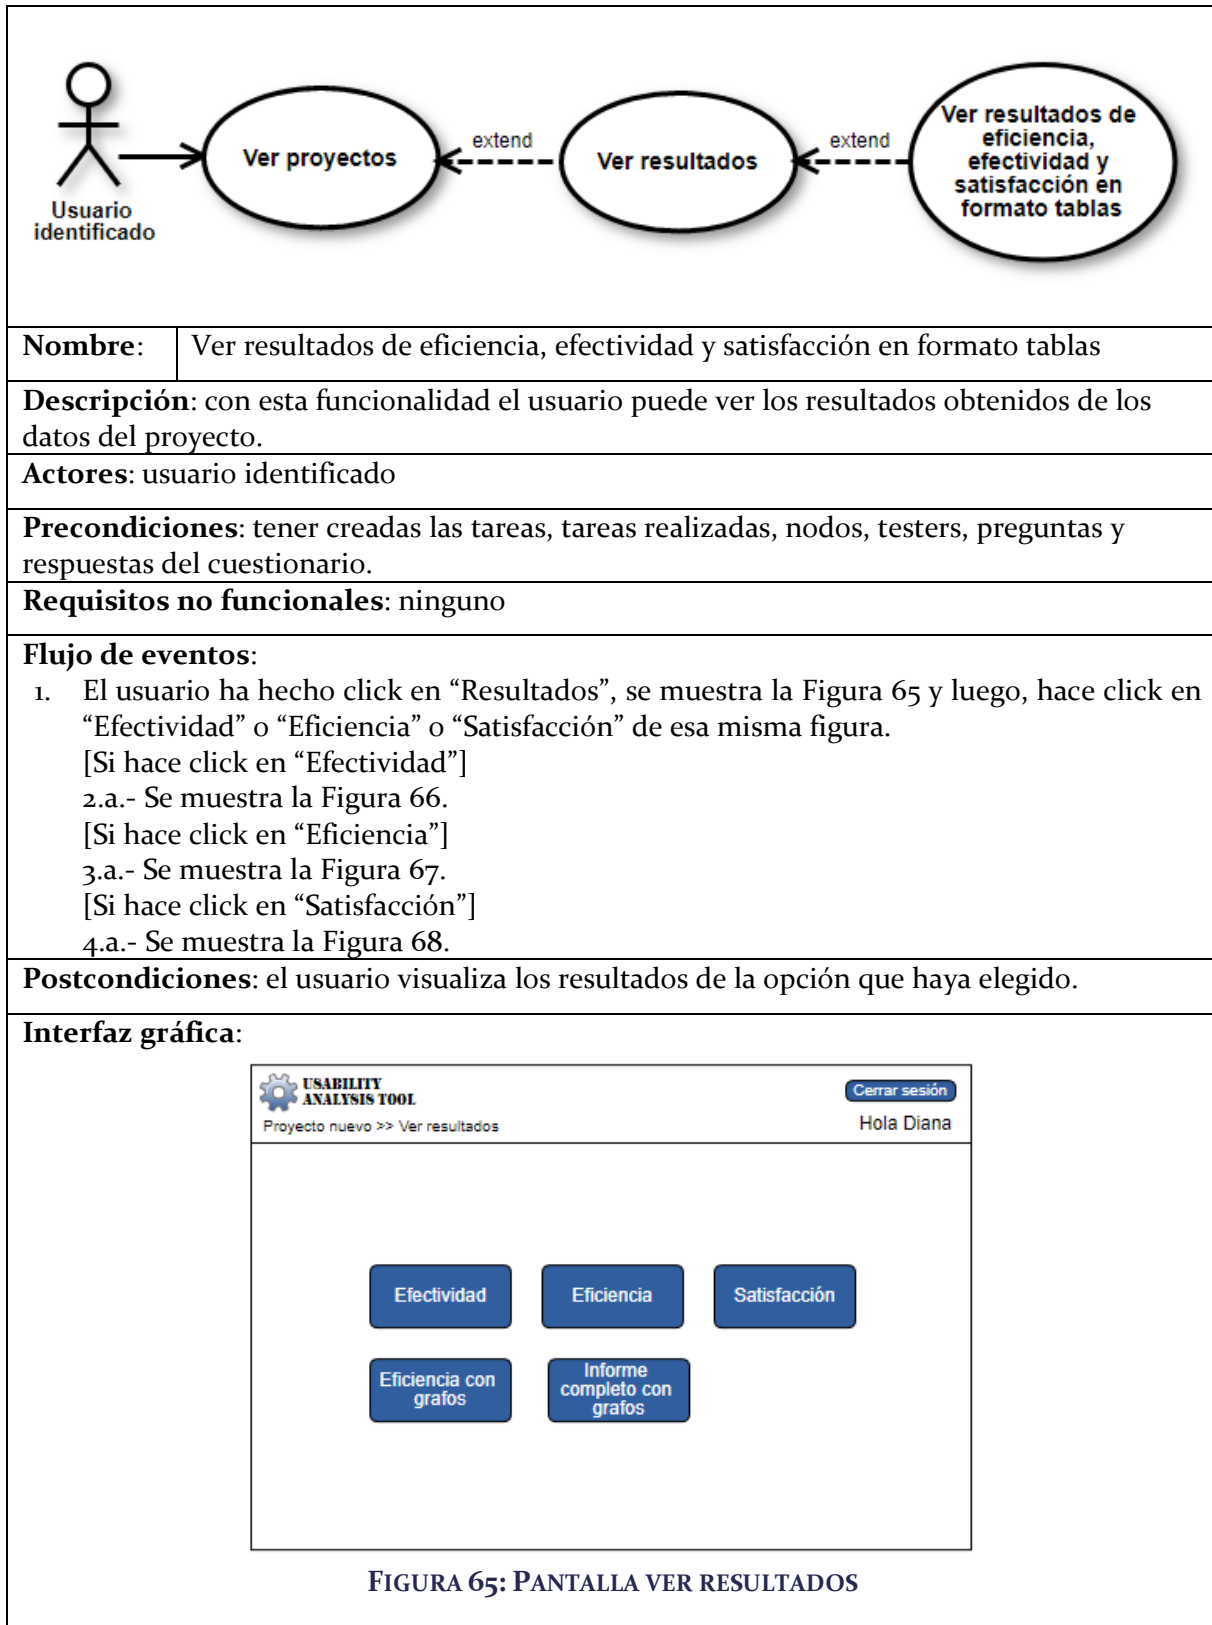 Usuario
identificado
Ver proyectos
extend
Ver resultados
extend
Ver resultados de
eficiencia,
efectividad y
satisfacción en
formato tablas
Nombre: Ver resultados de eficiencia, efectividad y satisfacción en formato tablas
Descripción: con esta funcionalidad el usuario puede ver los resultados obtenidos de los
datos del proyecto.
Actores: usuario identificado
Precondiciones: tener creadas las tareas, tareas realizadas, nodos, testers, preguntas y
respuestas del cuestionario.
Requisitos no funcionales: ninguno
Flujo de eventos:
1. El usuario ha hecho click en “Resultados”, se muestra la Figura 65 y luego, hace click en
“Efectividad” o “Eficiencia” o “Satisfacción” de esa misma figura.
[Si hace click en “Efectividad”]
2.a.- Se muestra la Figura 66.
[Si hace click en “Eficiencia”]
3.a.- Se muestra la Figura 67.
[Si hace click en “Satisfacción”]
4.a.- Se muestra la Figura 68.
Postcondiciones: el usuario visualiza los resultados de la opción que haya elegido.
Interfaz gráfica:
USABILITY
ANALYSIS TOOL
Cerrar sesión
Proyecto nuevo >> Ver resultados
Hola Diana
Efectividad
Eficiencia
Satisfacción
Eficiencia con
grafos
Informe
completo con
grafos
FIGURA 65: PANTALLA VER RESULTADOS